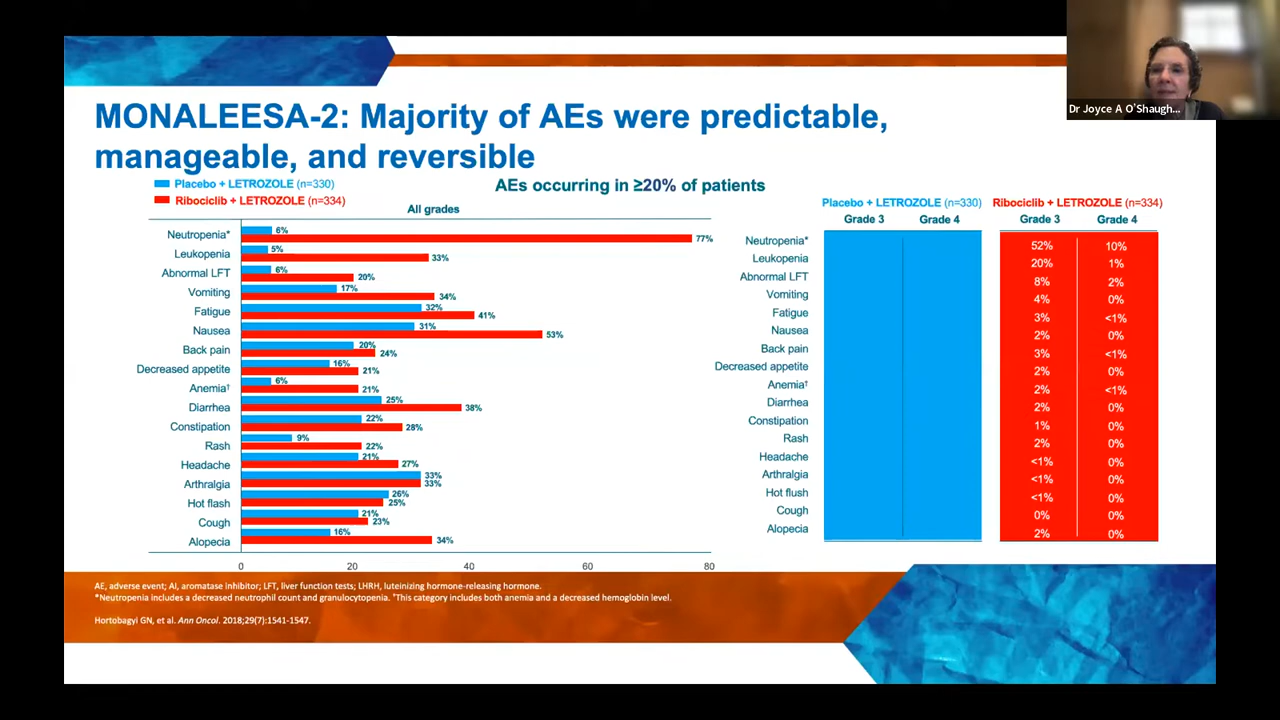 Dr Joyce A O'Shaugh...
MONALEESA-2: Majority of AEs were predictable,
manageable, and reversible
Placebo + LETROZOLE (n=330)
Ribociclib + LETROZOLE (n=334)
AEs occurring in ≥20% of patients
All grades
Neutropenia* 6% 77%
Leukopenia 5% 33%
Abnormal LFT 6% 20%
Vomiting 17% 34%
Fatigue 32% 41%
Nausea 31% 53%
Back pain 20% 24%
Decreased appetite 16% 21%
Anemia† 6% 21%
Diarrhea 25% 38%
Constipation 22% 28%
Rash 9% 22%
Headache 21% 27%
Arthralgia 33% 33%
Hot flash 26% 25%
Cough 21% 23%
Alopecia 16% 34%
0 20 40 60 80
Placebo + LETROZOLE (n=330) Ribociclib + LETROZOLE (n=334)
Grade 3 Grade 4 Grade 3 Grade 4
Neutropenia* 52% 10%
Leukopenia 20% 1%
Abnormal LFT 8% 2%
Vomiting 4% 0%
Fatigue 3% <1%
Nausea 2% 0%
Back pain 3% <1%
Decreased appetite 2% 0%
Anemia† 2% <1%
Diarrhea 2% 0%
Constipation 1% 0%
Rash 2% 0%
Headache <1% 0%
Arthralgia <1% 0%
Hot flush <1% 0%
Cough 0% 0%
Alopecia 2% 0%
AE, adverse event; AI, aromatase inhibitor; LFT, liver function tests; LHRH, luteinizing hormone-releasing hormone.
*Neutropenia includes a decreased neutrophil count and granulocytopenia. †This category includes both anemia and a decreased hemoglobin level.
Hortobagyi GN, et al. Ann Oncol. 2018;29(7):1541-1547.